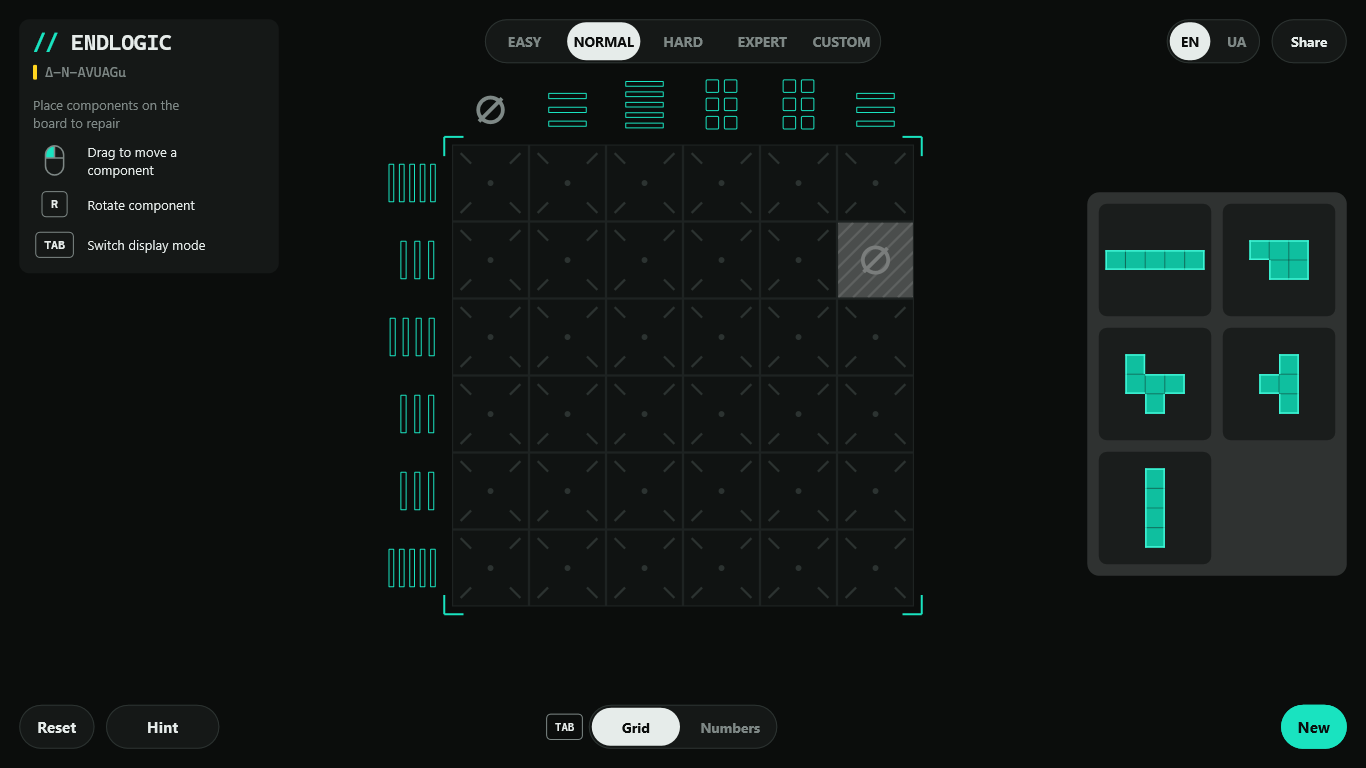 // ENDLOGIC
Δ–N–AVUAGu
Place components on the
board to repair
Drag to move a
component
R
Rotate component
TAB
Switch display mode
EASY
NORMAL
HARD
EXPERT
CUSTOM
EN
UA
Share
Reset
Hint
TAB
Grid
Numbers
New